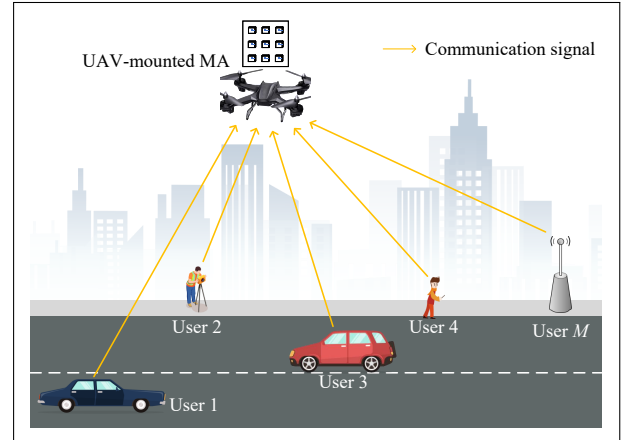 UAV-mounted MA
Communication signal
User 2
User 4
User M
User 3
User 1